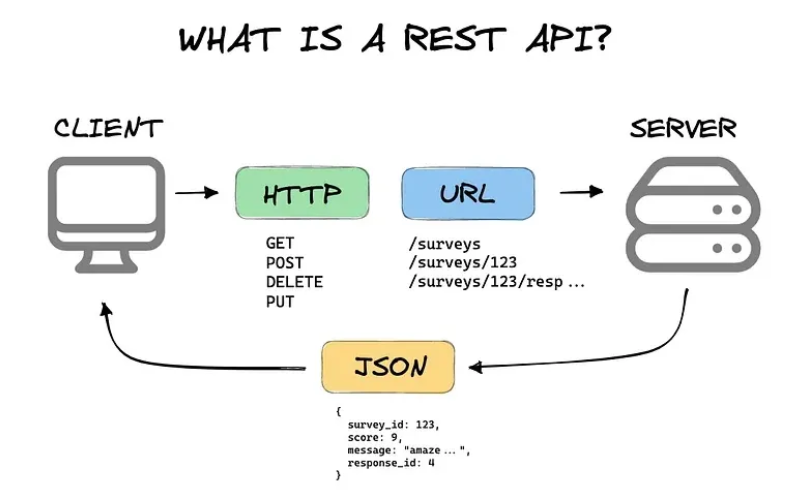 WHAT IS A REST API?
CLIENT
SERVER
HTTP
URL
GET
POST
DELETE
PUT
/surveys
/surveys/123
/surveys/123/resp...
JSON
{
survey_id: 123,
score: 9,
message: "amaze...",
response_id: 4
}